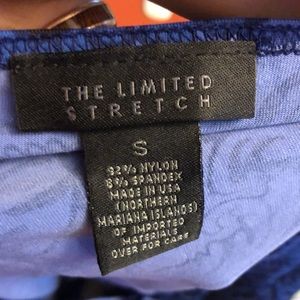 THE LIMITED
STRETCH
S
92% NYLON
8% SPANDEX
MADE IN USA
(NORTHERN
MARIANA ISLANDS)
OF IMPORTED
MATERIALS
OVER FOR CARE